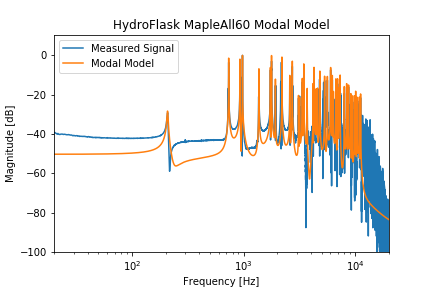 HydroFlask MapleAll60 Modal Model
Measured Signal
Modal Model
Magnitude [dB]
0
−20
−40
−60
−80
−100
10²
10³
10⁴
Frequency [Hz]